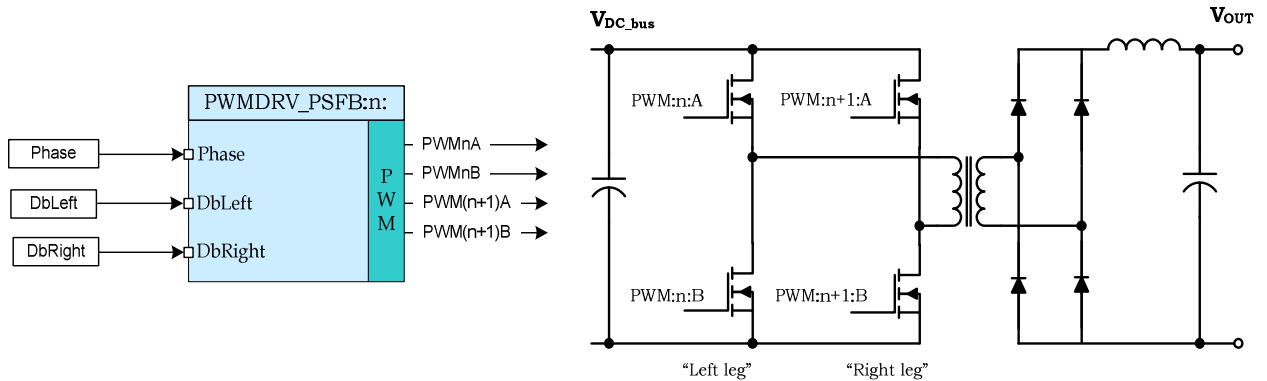 PWMDRV_PSFB:n:
Phase
DbLeft
DbRight
Phase
DbLeft
DbRight
P
W
M
PWMnA
PWMnB
PWM(n+1)A
PWM(n+1)B
VDC_bus
VOUT
PWM:n:A
PWM:n+1:A
PWM:n:B
PWM:n+1:B
“Left leg”
“Right leg”